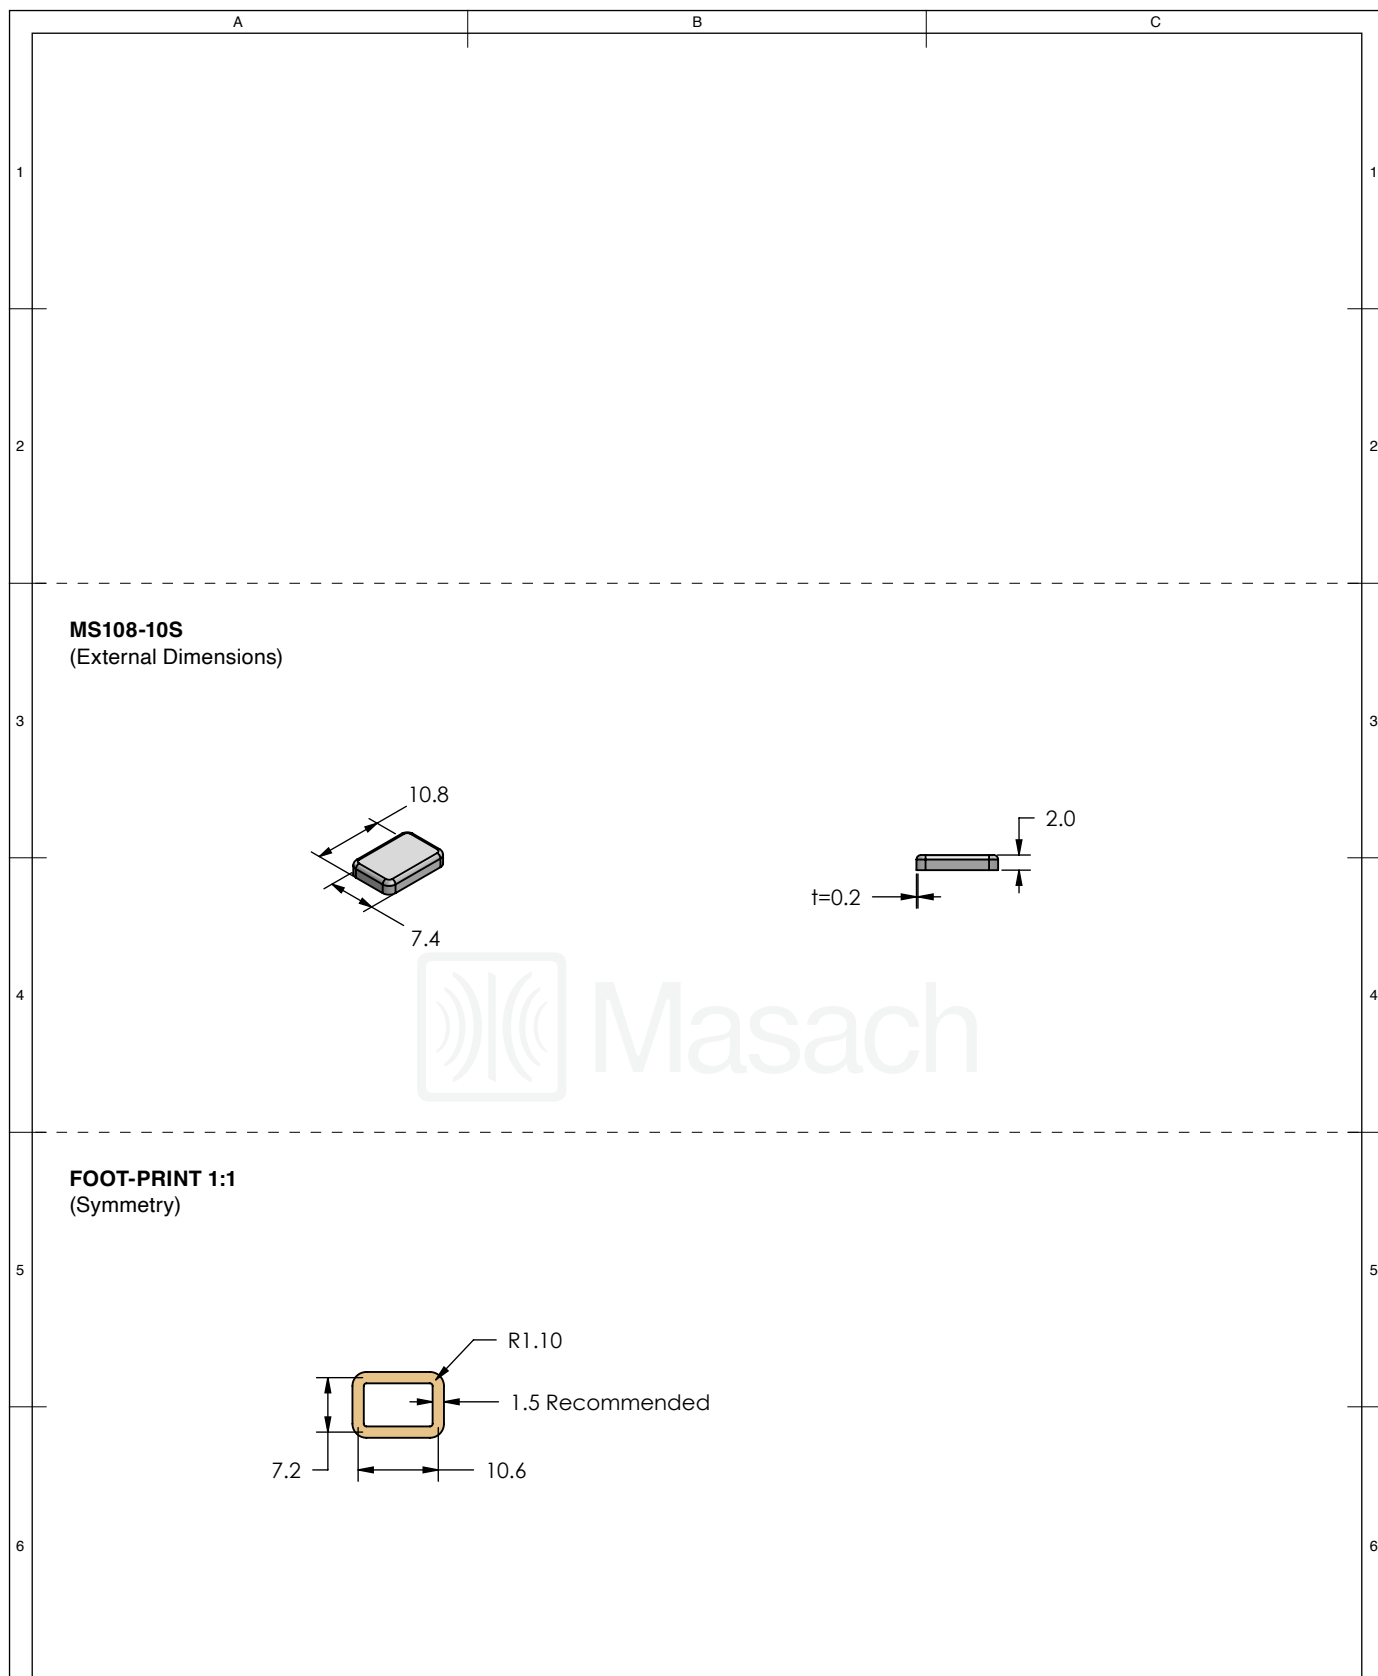 A B C
1 1
2 2
MS108-10S
(External Dimensions)
3 3
10.8
2.0
t=0.2
7.4
4 4
Masach
FOOT-PRINT 1:1
(Symmetry)
5 5
R1.10
1.5 Recommended
7.2 10.6
6 6